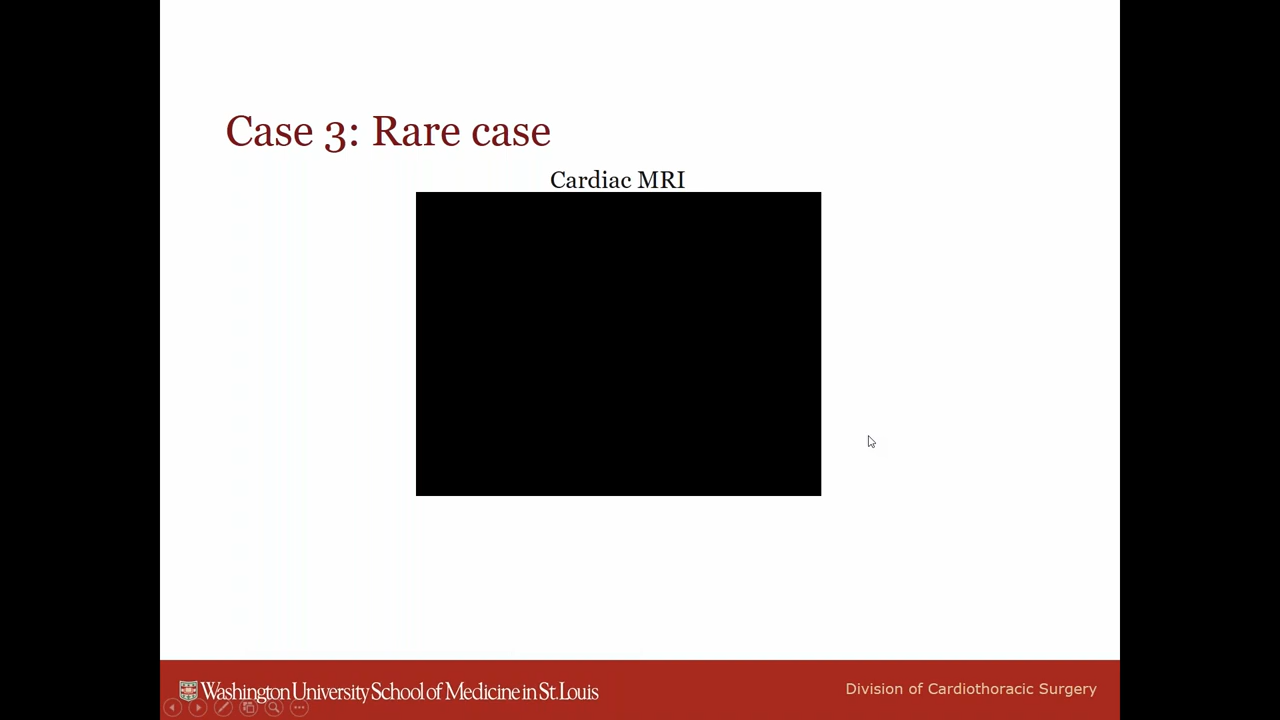 Case 3: Rare case
Cardiac MRI
Washington University School of Medicine in St. Louis
Division of Cardiothoracic Surgery